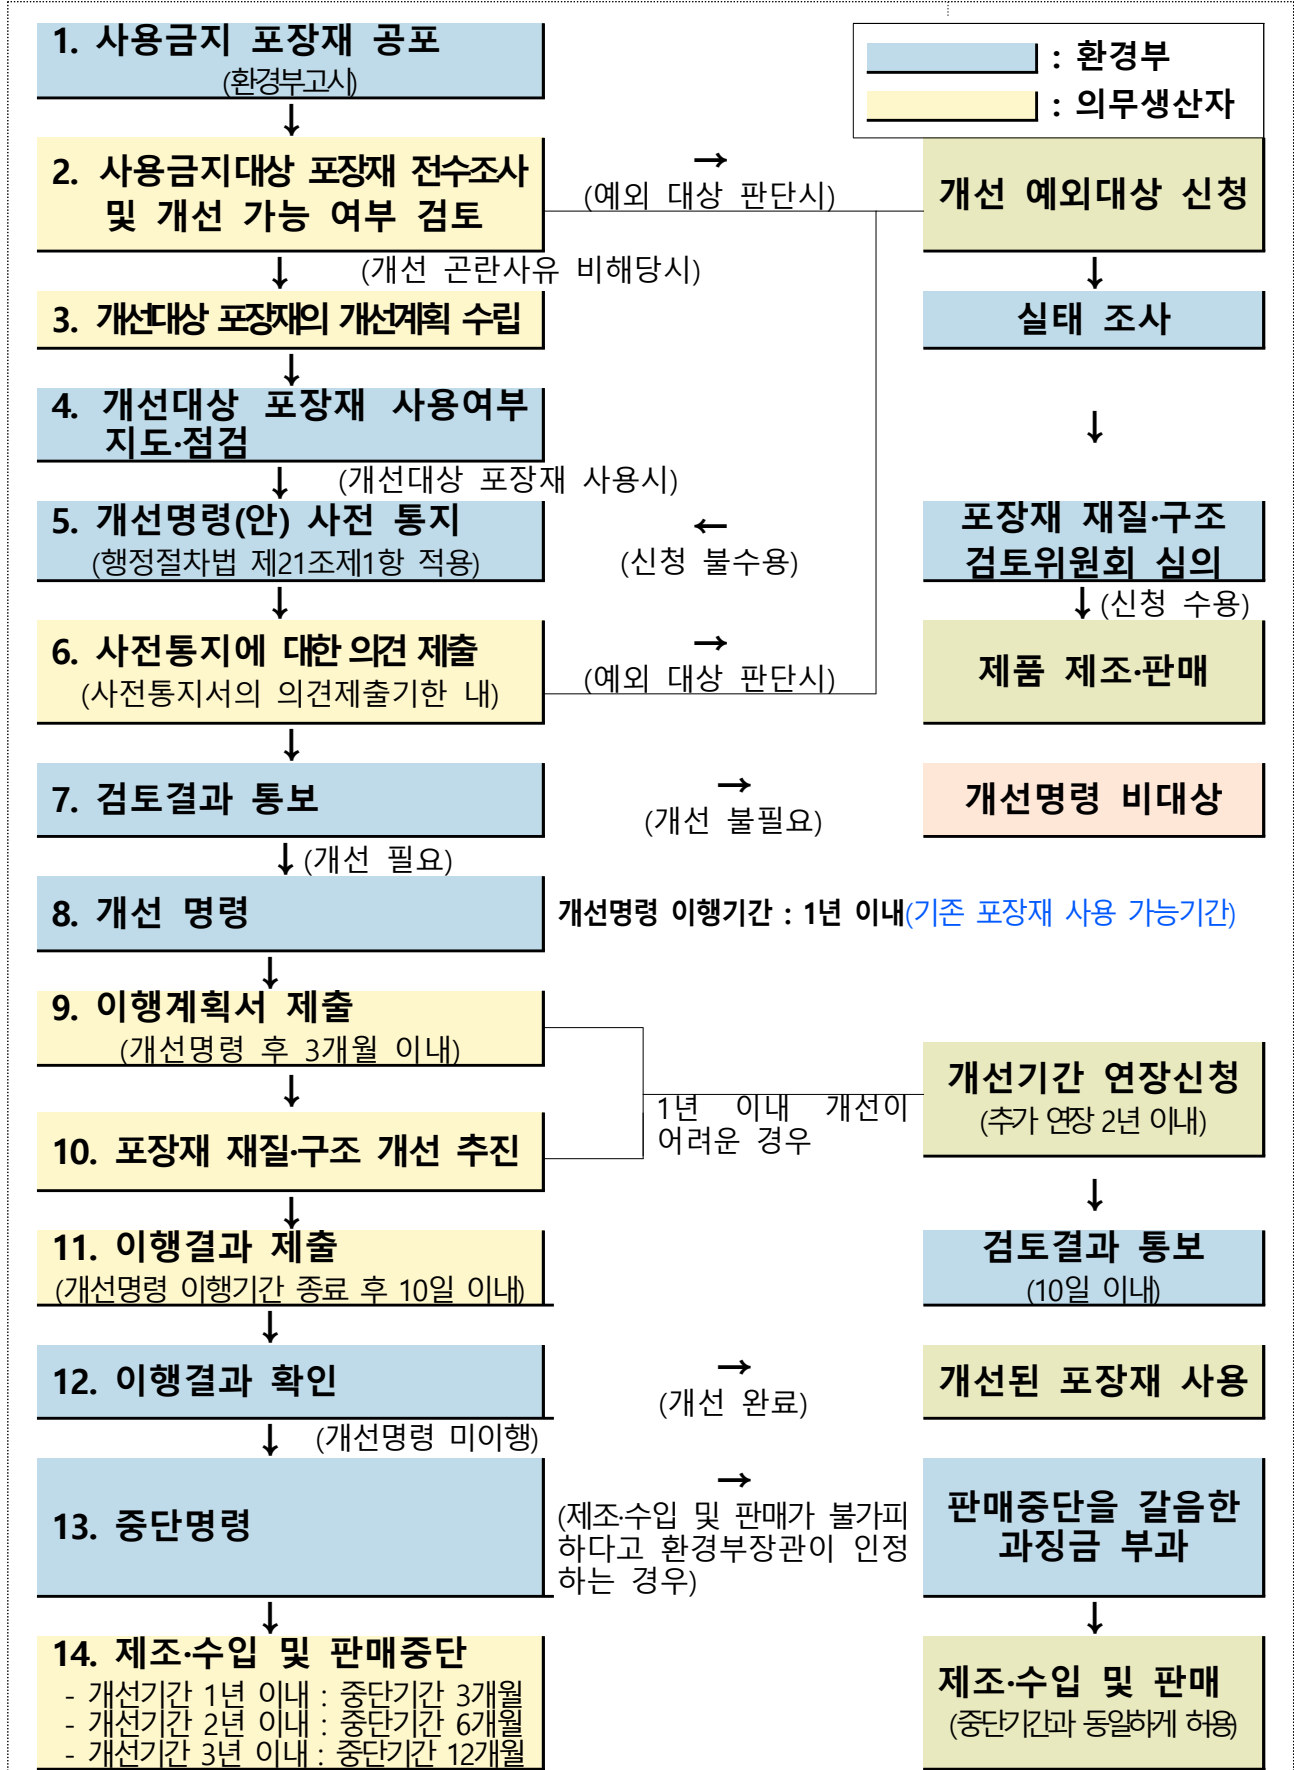 1. 사용금지 포장재 공포
(환경부고시)
: 환경부
: 의무생산자
↓
2. 사용금지대상 포장재 전수조사
및 개선 가능 여부 검토
→
(예외 대상 판단시)
개선 예외대상 신청
↓
(개선 곤란사유 비해당시)
↓
3. 개선대상 포장재의 개선계획 수립
실태 조사
↓
4. 개선대상 포장재 사용여부
지도·점검
↓
↓
(개선대상 포장재 사용시)
5. 개선명령(안) 사전 통지
(행정절차법 제21조제1항 적용)
←
(신청 불수용)
포장재 재질·구조
검토위원회 심의
↓
↓(신청 수용)
6. 사전통지에 대한 의견 제출
(사전통지서의 의견제출기한 내)
→
(예외 대상 판단시)
제품 제조·판매
↓
7. 검토결과 통보
→
(개선 불필요)
개선명령 비대상
↓(개선 필요)
8. 개선 명령
개선명령 이행기간 : 1년 이내(기존 포장재 사용 가능기간)
↓
9. 이행계획서 제출
(개선명령 후 3개월 이내)
↓
10. 포장재 재질·구조 개선 추진
1년 이내 개선이
어려운 경우
개선기간 연장신청
(추가 연장 2년 이내)
↓
↓
11. 이행결과 제출
(개선명령 이행기간 종료 후 10일 이내)
검토결과 통보
(10일 이내)
↓
12. 이행결과 확인
→
(개선 완료)
개선된 포장재 사용
↓ (개선명령 미이행)
13. 중단명령
→
(제조·수입 및 판매가 불가피
하다고 환경부장관이 인정
하는 경우)
판매중단을 갈음한
과징금 부과
↓
↓
14. 제조·수입 및 판매중단
- 개선기간 1년 이내 : 중단기간 3개월
- 개선기간 2년 이내 : 중단기간 6개월
- 개선기간 3년 이내 : 중단기간 12개월
제조·수입 및 판매
(중단기간과 동일하게 허용)